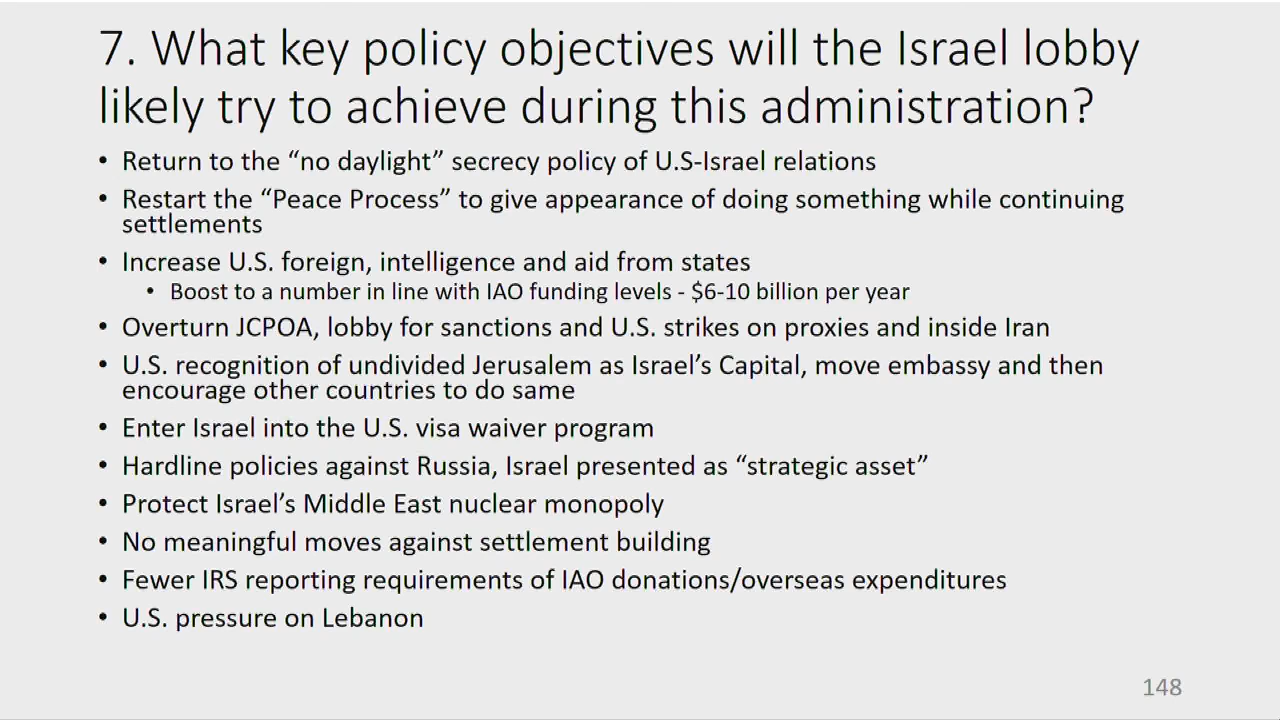 7. What key policy objectives will the Israel lobby
likely try to achieve during this administration?
• Return to the “no daylight” secrecy policy of U.S-Israel relations
• Restart the “Peace Process” to give appearance of doing something while continuing
settlements
• Increase U.S. foreign, intelligence and aid from states
• Boost to a number in line with IAO funding levels - $6-10 billion per year
• Overturn JCPOA, lobby for sanctions and U.S. strikes on proxies and inside Iran
• U.S. recognition of undivided Jerusalem as Israel’s Capital, move embassy and then
encourage other countries to do same
• Enter Israel into the U.S. visa waiver program
• Hardline policies against Russia, Israel presented as “strategic asset”
• Protect Israel’s Middle East nuclear monopoly
• No meaningful moves against settlement building
• Fewer IRS reporting requirements of IAO donations/overseas expenditures
• U.S. pressure on Lebanon
148